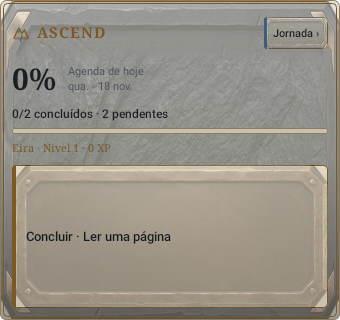 ASCEND
Jornada ›
0%
Agenda de hoje
qua. · 18 nov.
0/2 concluídos · 2 pendentes
Eira · Nível 1 · 0 XP
Concluir · Ler uma página